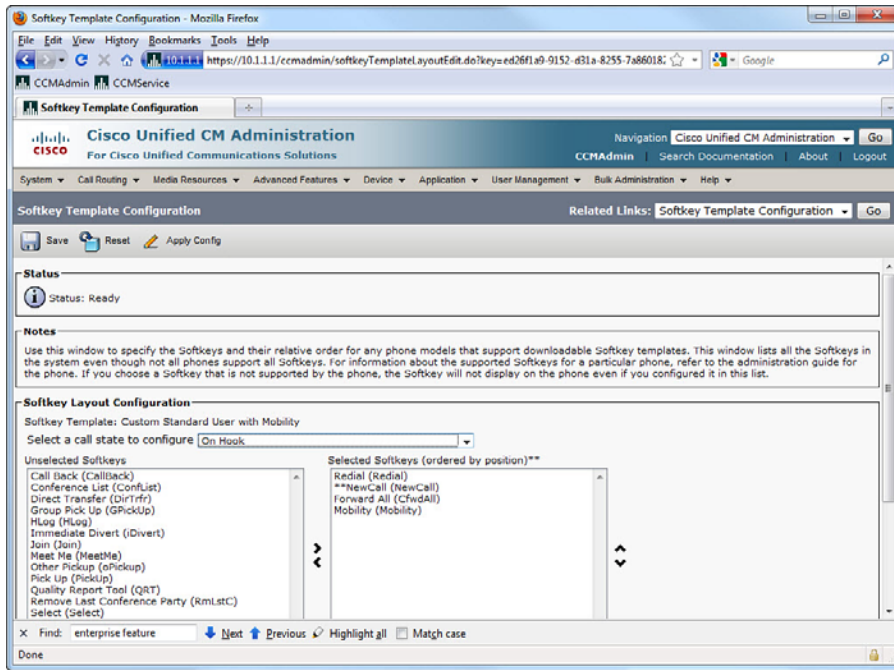 Softkey Template Configuration - Mozilla Firefox
File Edit View History Bookmarks Tools Help
10.1.1.1 https://10.1.1.1/ccmadmin/softkeyTemplateLayoutEdit.do?key=ed26f1a9-9152-d31a-8255-7a860182 Google
CCMAdmin CCMService
Softkey Template Configuration
cisco Cisco Unified CM Administration Navigation Cisco Unified CM Administration Go
For Cisco Unified Communications Solutions CCMAdmin | Search Documentation | About | Logout
System Call Routing Media Resources Advanced Features Device Application User Management Bulk Administration Help
Softkey Template Configuration Related Links: Softkey Template Configuration Go
Save Reset Apply Config
Status
Status: Ready
Notes
Use this window to specify the Softkeys and their relative order for any phone models that support downloadable Softkey templates. This window lists all the Softkeys in
the system even though not all phones support all Softkeys. For information about the supported Softkeys for a particular phone, refer to the administration guide for
the phone. If you choose a Softkey that is not supported by the phone, the Softkey will not display on the phone even if you configured it in this list.
Softkey Layout Configuration
Softkey Template: Custom Standard User with Mobility
Select a call state to configure On Hook
Unselected Softkeys
Call Back (CallBack)
Conference List (ConfList)
Direct Transfer (DirTrfr)
Group Pick Up (GPickUp)
HLog (HLog)
Immediate Divert (iDivert)
Join (Join)
Meet Me (MeetMe)
Other Pickup (oPickup)
Pick Up (PickUp)
Quality Report Tool (QRT)
Remove Last Conference Party (RmLstC)
Select (Select)
Selected Softkeys (ordered by position)**
Redial (Redial)
**NewCall (NewCall)
Forward All (CfwdAll)
Mobility (Mobility)
Find: enterprise feature Next Previous Highlight all Match case
Done